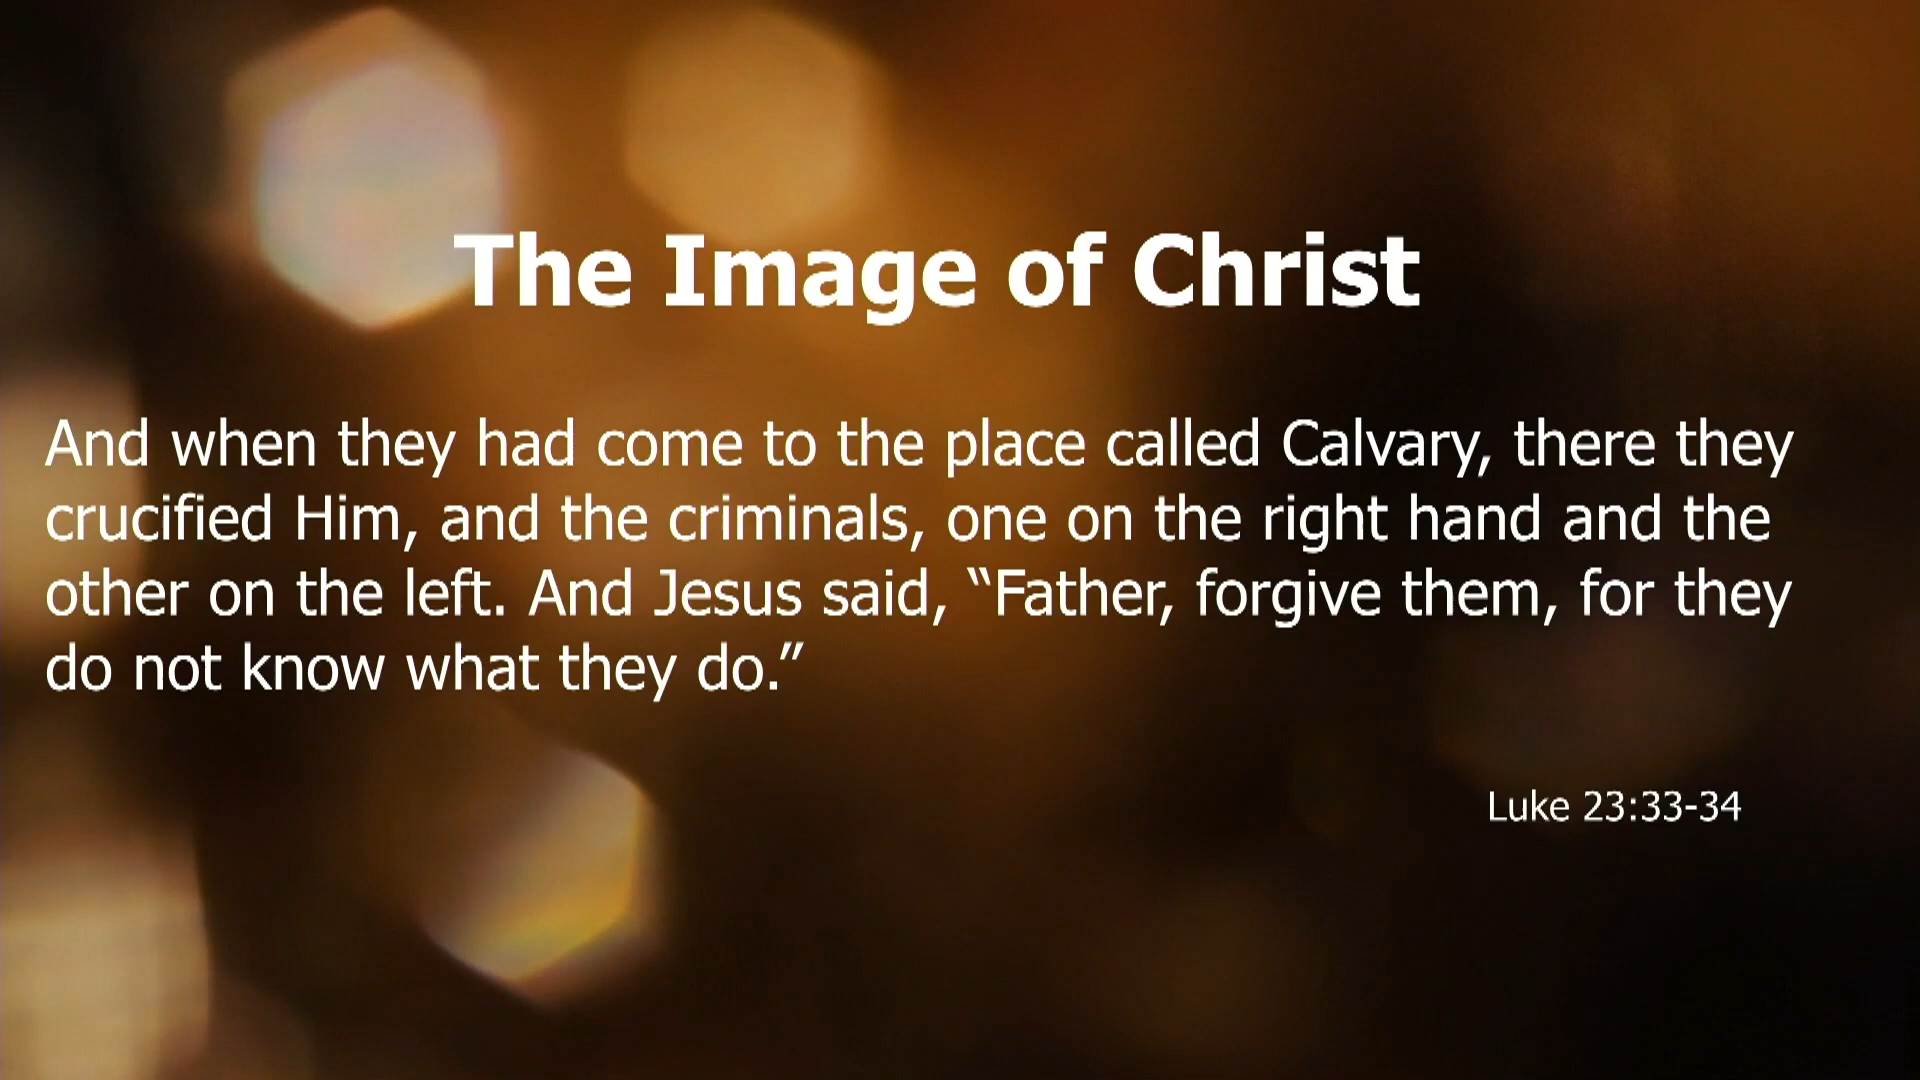 The Image of Christ
And when they had come to the place called Calvary, there they
crucified Him, and the criminals, one on the right hand and the
other on the left. And Jesus said, “Father, forgive them, for they
do not know what they do.”
Luke 23:33-34